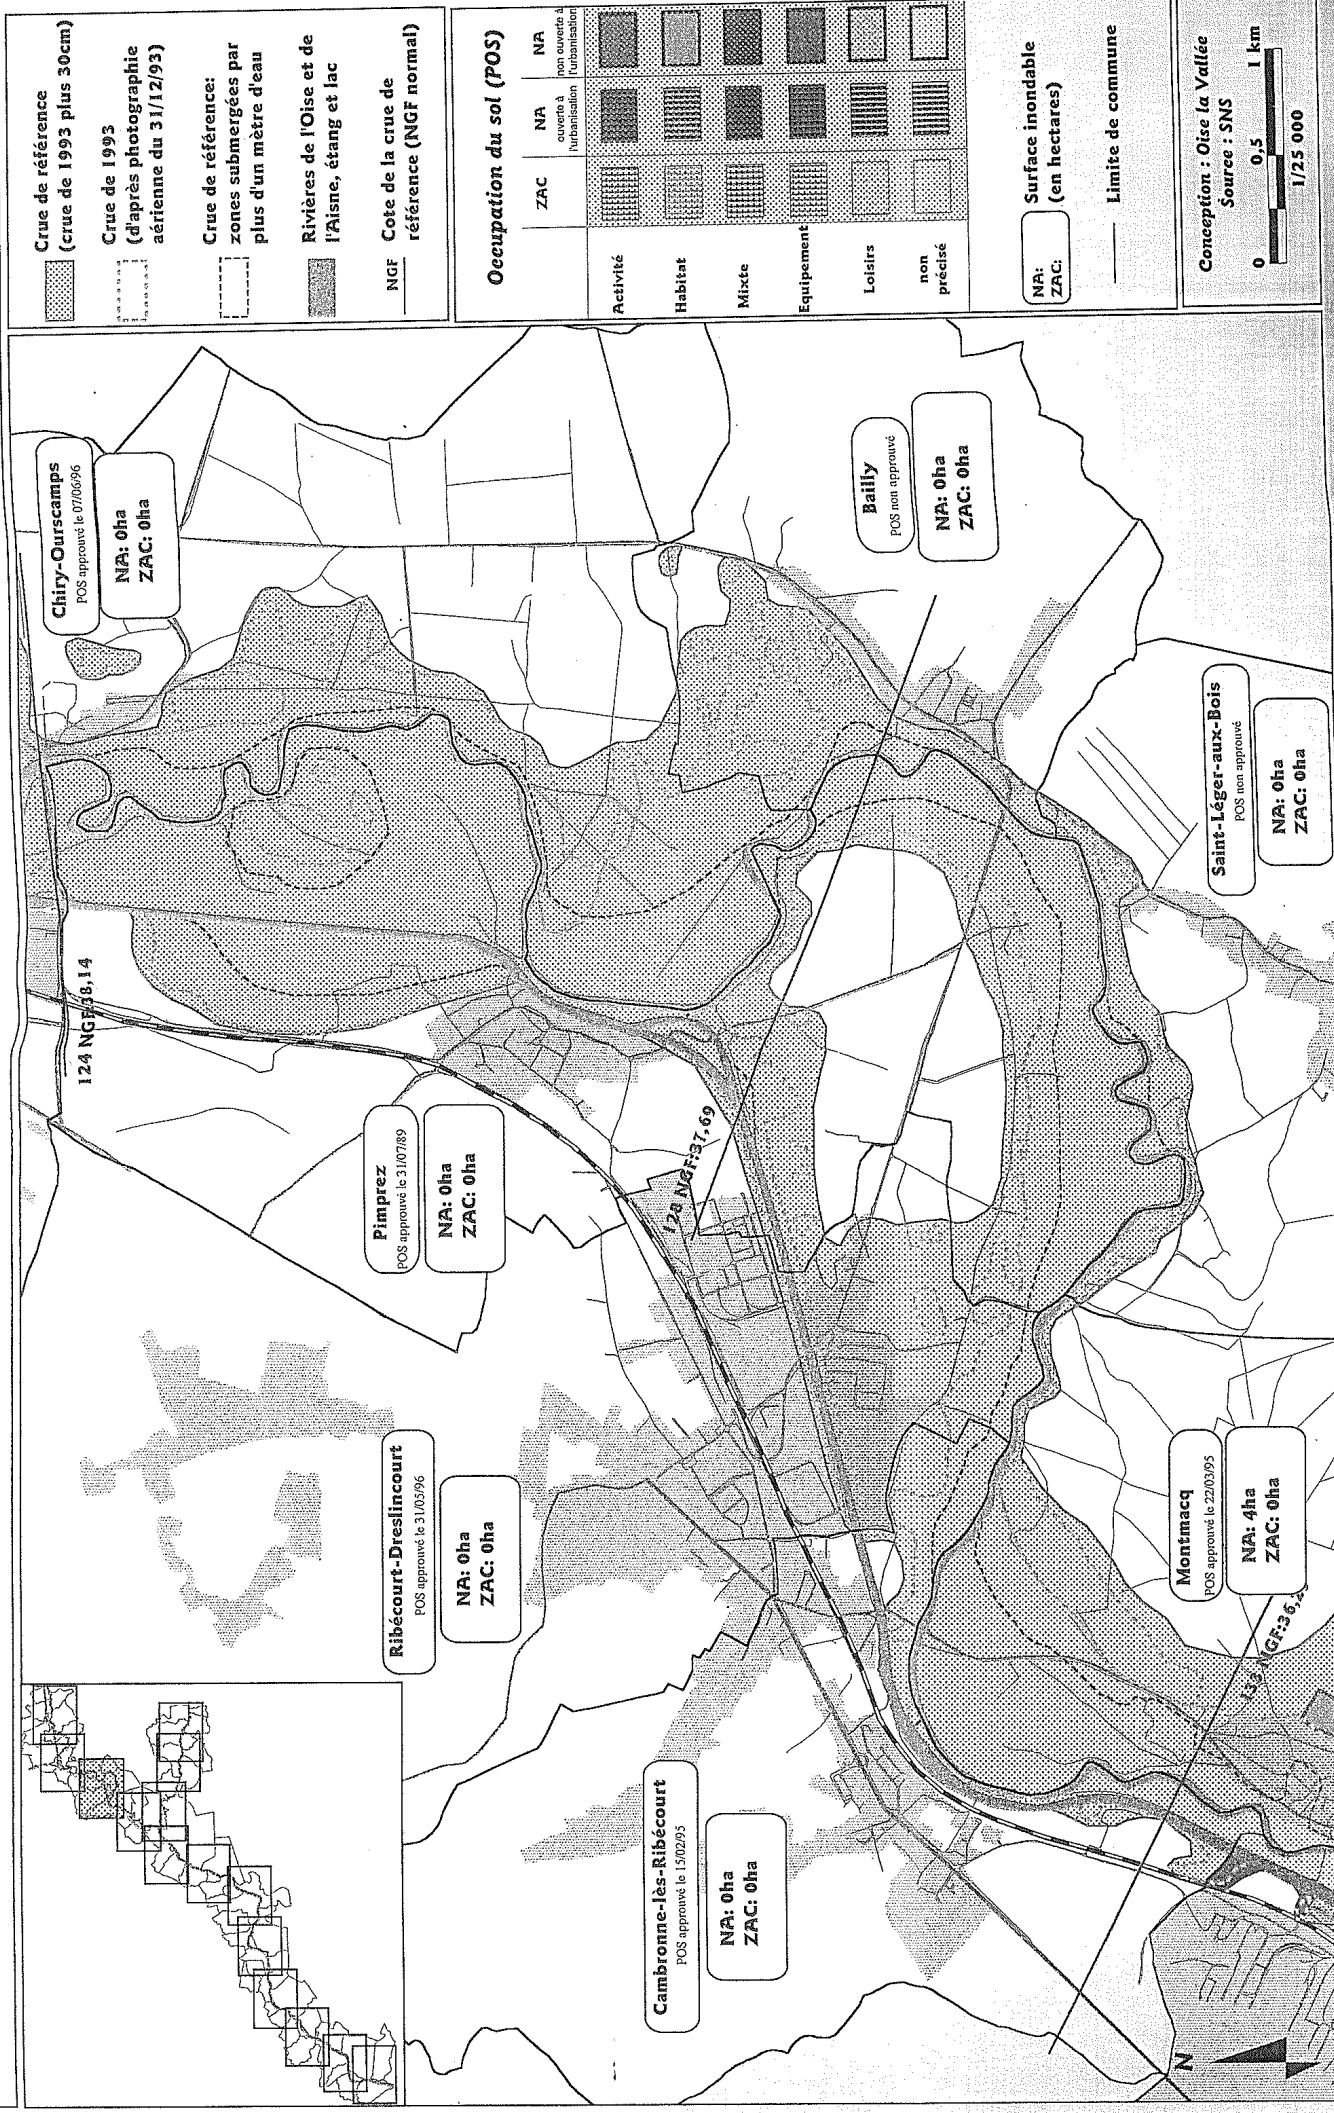 Crue de référence
(crue de 1993 plus 30cm)
Crue de 1993
(d'après photographie
aérienne du 31/12/93)
Crue de référence:
zones submergées par
plus d'un mètre d'eau
Rivières de l'Oise et de
l'Aisne, étang et lac
NGF
Cote de la crue de
référence (NGF normal)
Occupation du sol (POS)
ZAC
NA
ouverte à
l'urbanisation
NA
non ouverte à
l'urbanisation
Activité
Habitat
Mixte
Equipement
Loisirs
non
précisé
NA:
ZAC:
Surface inondable
(en hectares)
Limite de commune
Conception : Oise la Vallée
Source : SNS
0 0,5 1 km
1/25 000
Chiry-Ourscamps
POS approuvé le 07/06/96
NA: 0ha
ZAC: 0ha
124 NGF:38,14
Pimprez
POS approuvé le 31/07/89
NA: 0ha
ZAC: 0ha
128 NGF:37,69
Bailly
POS non approuvé
NA: 0ha
ZAC: 0ha
Saint-Léger-aux-Bois
POS non approuvé
NA: 0ha
ZAC: 0ha
Ribécourt-Dreslincourt
POS approuvé le 31/05/96
NA: 0ha
ZAC: 0ha
Montmacq
POS approuvé le 22/03/95
NA: 4ha
ZAC: 0ha
Cambronne-lès-Ribécourt
POS approuvé le 15/02/95
NA: 0ha
ZAC: 0ha
N